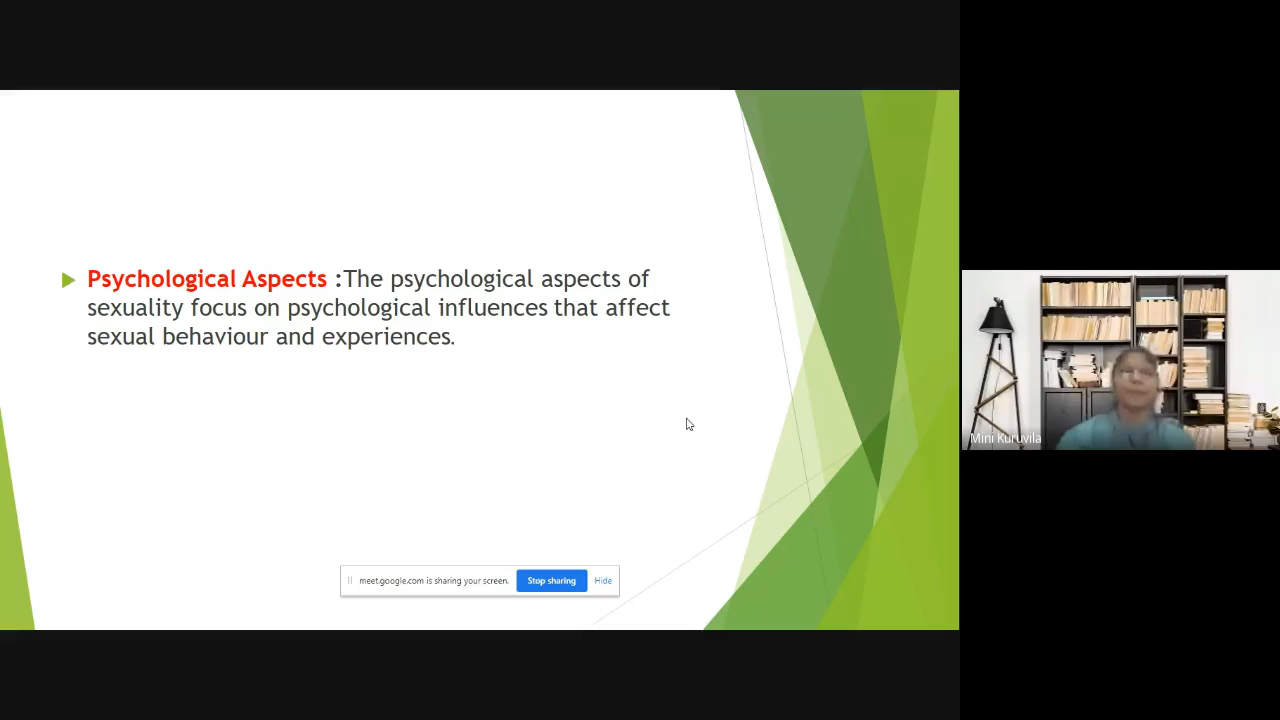 Psychological Aspects :The psychological aspects of
sexuality focus on psychological influences that affect
sexual behaviour and experiences.
meet.google.com is sharing your screen. Stop sharing Hide
Mini Kuruvila